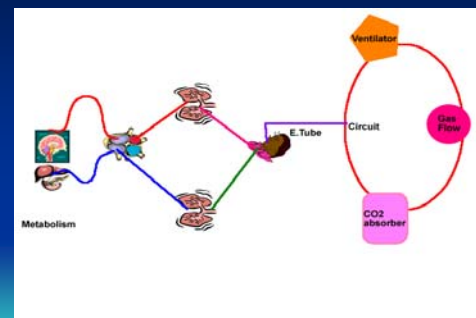 Ventilator
Gas
Flow
E.Tube
Circuit
CO2
absorber
Metabolism